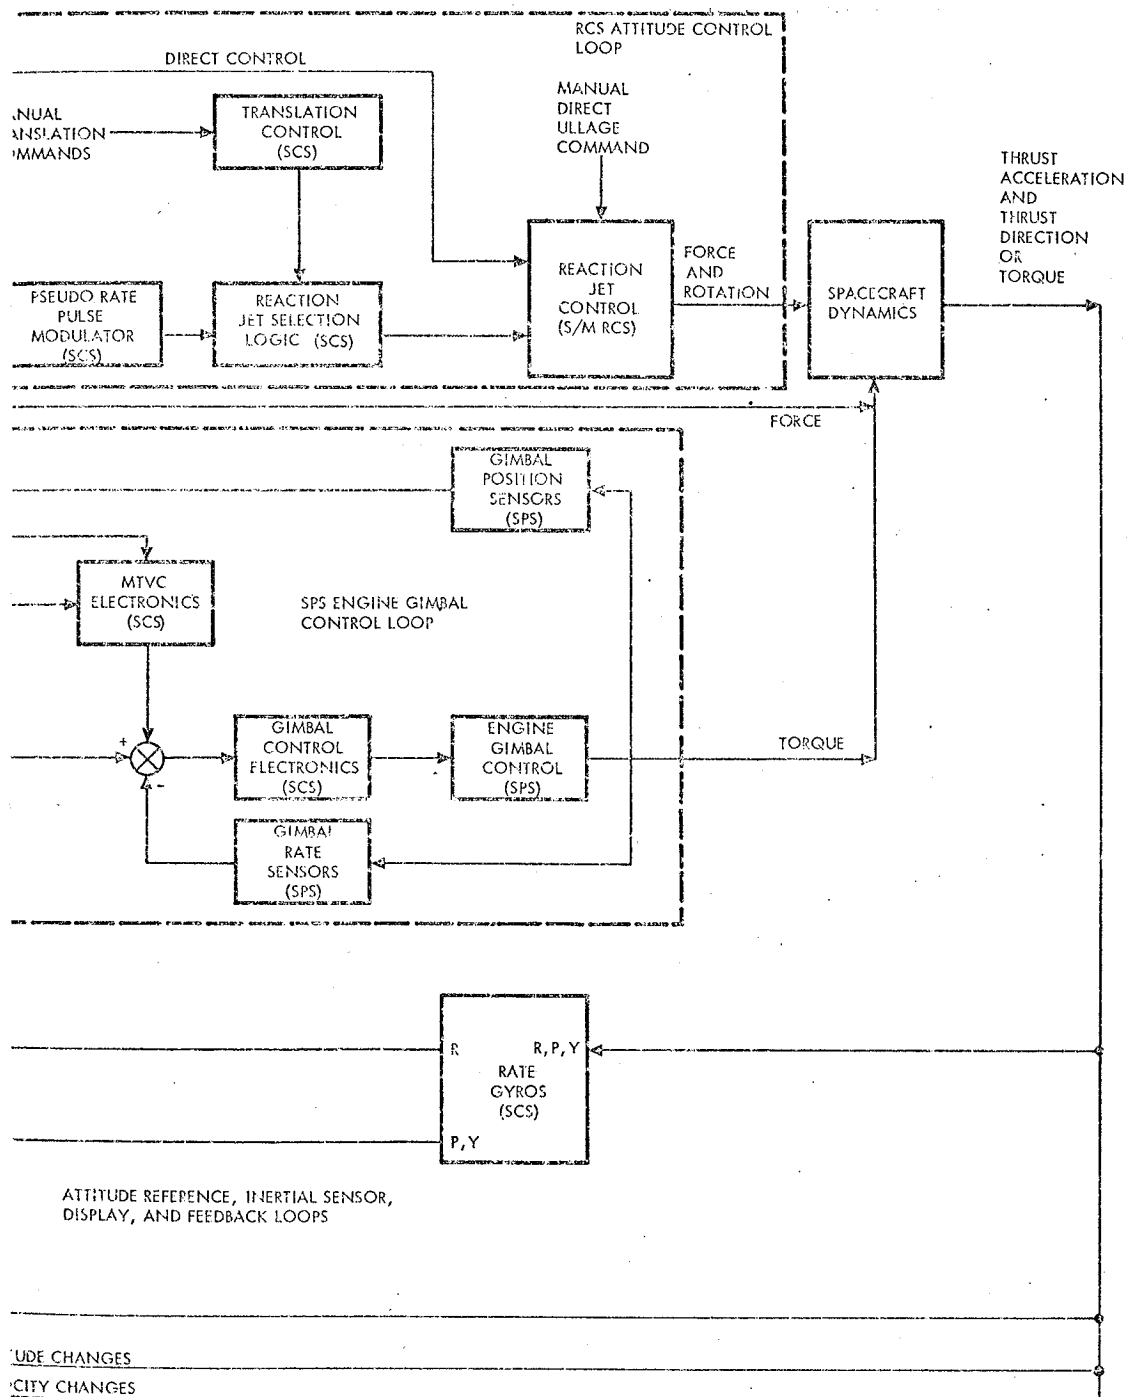 RCS ATTITUDE CONTROL
LOOP
DIRECT CONTROL
MANUAL
DIRECT
ULLAGE
COMMAND
ANUAL
ANSLATION
MMANDS
TRANSLATION
CONTROL
(SCS)
THRUST
ACCELERATION
AND
THRUST
DIRECTION
OR
TORQUE
PSEUDO RATE
PULSE
MODULATOR
(SCS)
REACTION
JET SELECTION
LOGIC (SCS)
REACTION
JET
CONTROL
(S/M RCS)
FORCE
AND
ROTATION
SPACECRAFT
DYNAMICS
FORCE
GIMBAL
POSITION
SENSORS
(SPS)
MTVC
ELECTRONICS
(SCS)
SPS ENGINE GIMBAL
CONTROL LOOP
+
-
GIMBAL
CONTROL
ELECTRONICS
(SCS)
ENGINE
GIMBAL
CONTROL
(SPS)
TORQUE
GIMBAL
RATE
SENSORS
(SPS)
R
R,P,Y
RATE
GYROS
(SCS)
P,Y
ATTITUDE REFERENCE, INERTIAL SENSOR,
DISPLAY, AND FEEDBACK LOOPS
UDE CHANGES
CITY CHANGES